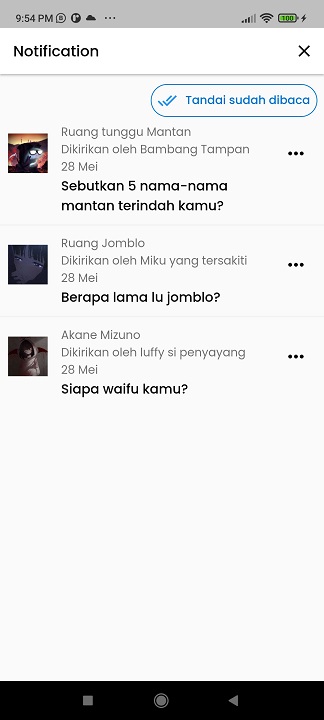 9:54 PM
100
Notification
Tandai sudah dibaca
Ruang tunggu Mantan
Dikirikan oleh Bambang Tampan
28 Mei
Sebutkan 5 nama-nama
mantan terindah kamu?
Ruang Jomblo
Dikirikan oleh Miku yang tersakiti
28 Mei
Berapa lama lu jomblo?
Akane Mizuno
Dikirikan oleh luffy si penyayang
28 Mei
Siapa waifu kamu?